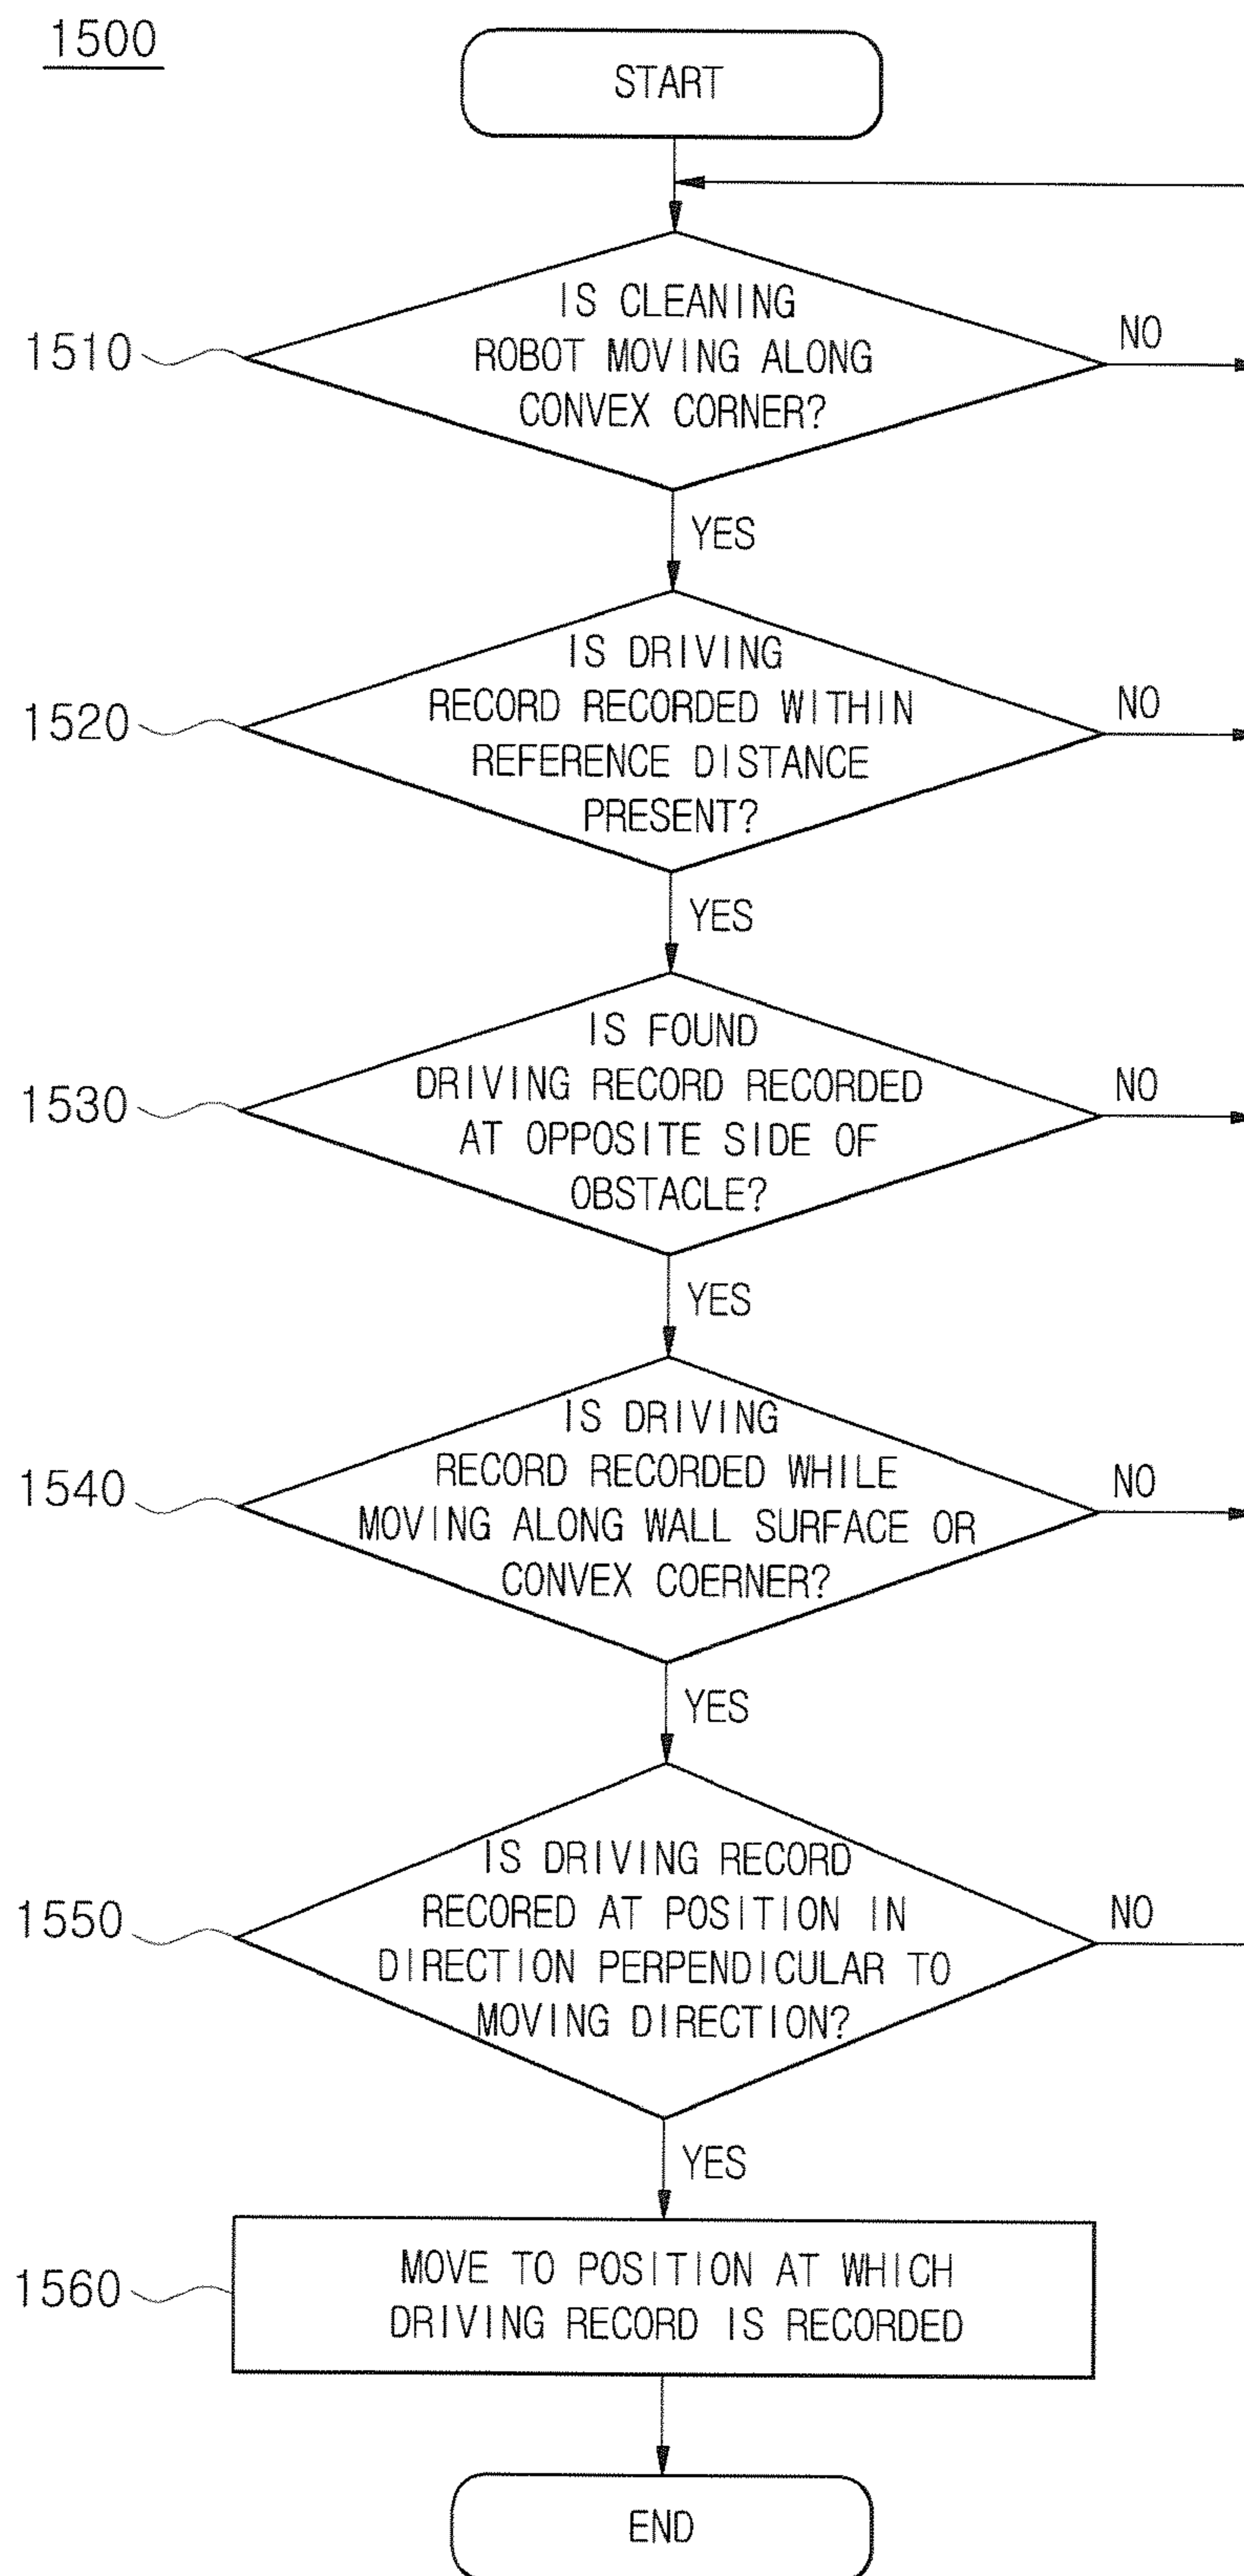 1500
START
IS CLEANING
ROBOT MOVING ALONG
CONVEX CORNER?
1510
NO
YES
IS DRIVING
RECORD RECORDED WITHIN
REFERENCE DISTANCE
PRESENT?
1520
NO
YES
IS FOUND
DRIVING RECORD RECORDED
AT OPPOSITE SIDE OF
OBSTACLE?
1530
NO
YES
IS DRIVING
RECORD RECORDED WHILE
MOVING ALONG WALL SURFACE OR
CONVEX COERNER?
1540
NO
YES
IS DRIVING RECORD
RECORED AT POSITION IN
DIRECTION PERPENDICULAR TO
MOVING DIRECTION?
1550
NO
YES
MOVE TO POSITION AT WHICH
DRIVING RECORD IS RECORDED
1560
END